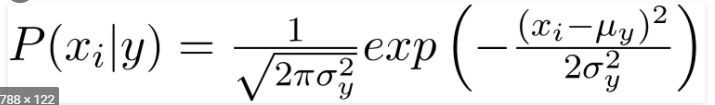 P(x_i|y) = \frac{1}{\sqrt{2\pi\sigma_y^2}} exp\left(-\frac{(x_i-\mu_y)^2}{2\sigma_y^2}\right)
788 × 122